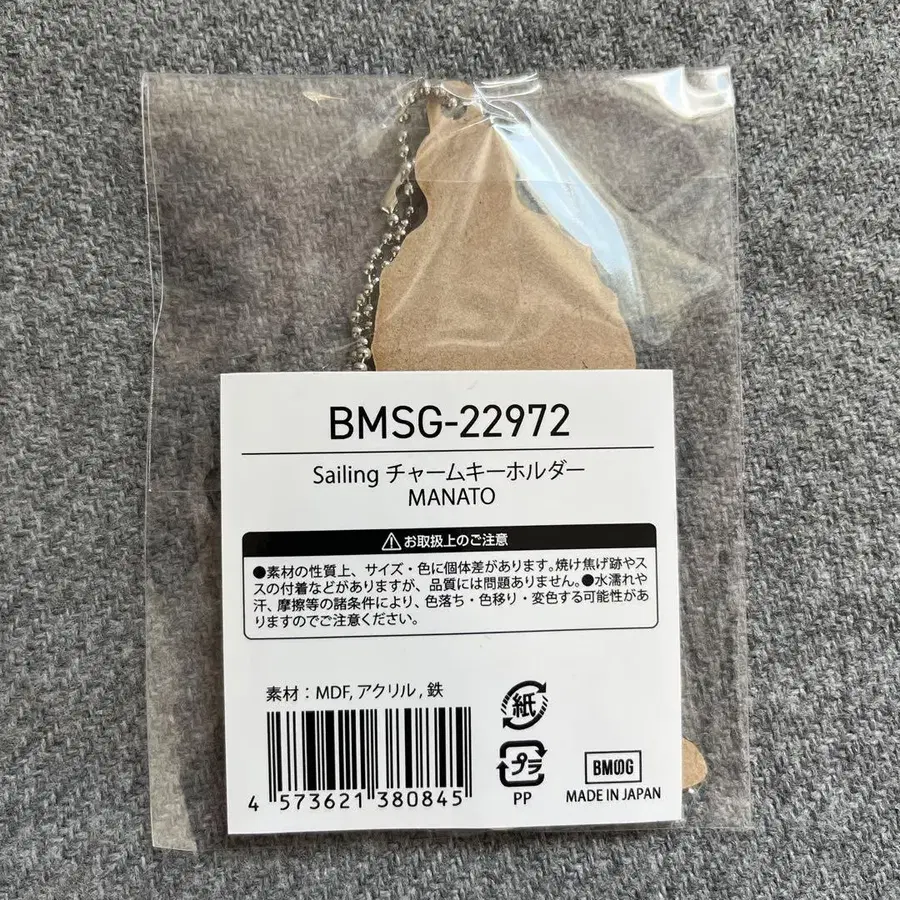 BMSG-22972
Sailing チャームキーホルダー
MANATO
お取扱上のご注意
●素材の性質上、サイズ・色に個体差があります。焼け焦げ跡やス
スの付着などがありますが、品質には問題ありません。●水濡れや
汗、摩擦等の諸条件により、色落ち・色移り・変色する可能性があ
りますのでご注意ください。
素材：MDF, アクリル , 鉄
4 573621 380845
紙
プラ
PP
BMSG
MADE IN JAPAN